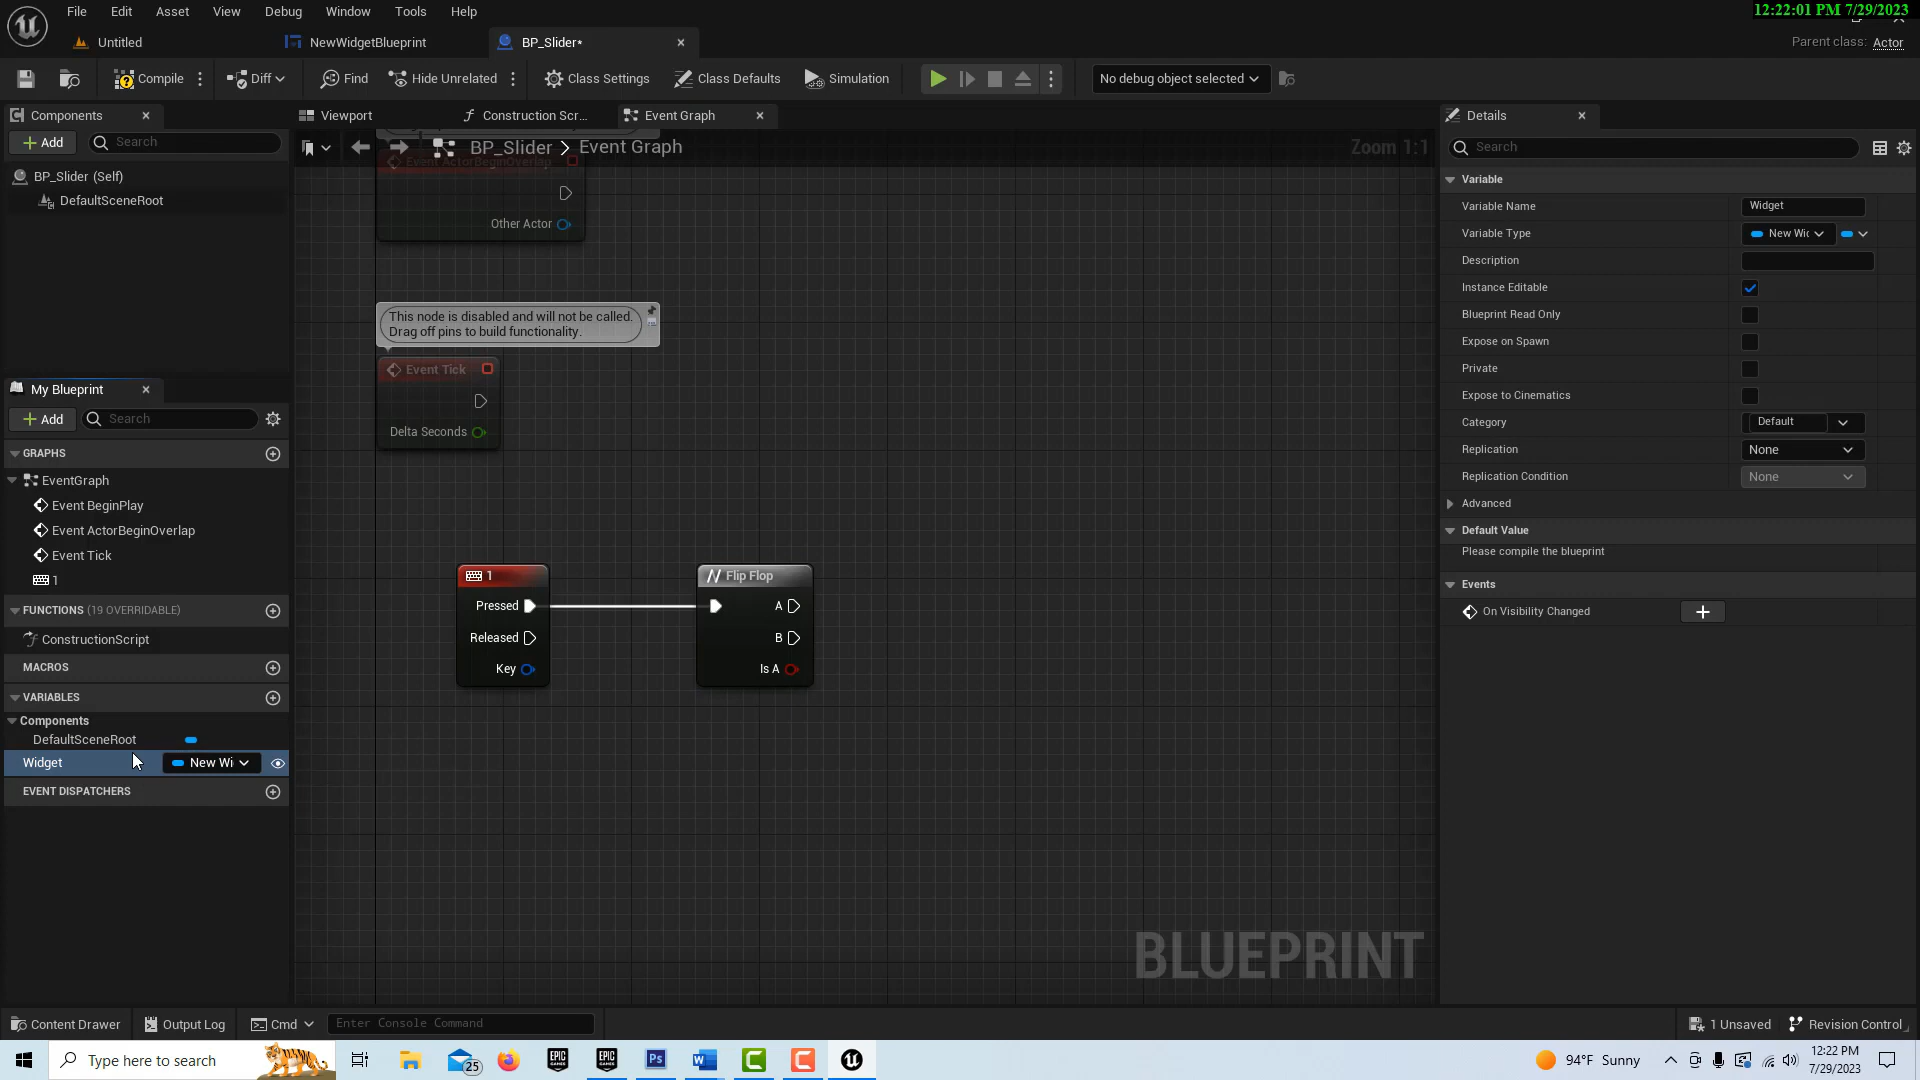 12:22:01 PM 7/29/2023
File Edit Asset View Debug Window Tools Help
Untitled NewWidgetBlueprint BP_Slider* Parent class: Actor
Compile Diff Find Hide Unrelated Class Settings Class Defaults Simulation No debug object selected
Components Viewport Construction Scr... Event Graph Details
Add Search BP_Slider > Event Graph Zoom 1:1 Search
BP_Slider (Self)
DefaultSceneRoot
Event ActorBeginOverlap
Other Actor
This node is disabled and will not be called.
Drag off pins to build functionality.
Event Tick
Delta Seconds
1
Pressed
Released
Key
Flip Flop
A
B
Is A
BLUEPRINT
My Blueprint
Add Search
GRAPHS
EventGraph
Event BeginPlay
Event ActorBeginOverlap
Event Tick
1
FUNCTIONS (19 OVERRIDABLE)
ConstructionScript
MACROS
VARIABLES
Components
DefaultSceneRoot
Widget New Wi
EVENT DISPATCHERS
Variable
Variable Name Widget
Variable Type New Wic
Description
Instance Editable
Blueprint Read Only
Expose on Spawn
Private
Expose to Cinematics
Category Default
Replication None
Replication Condition None
Advanced
Default Value
Please compile the blueprint
Events
On Visibility Changed
Content Drawer Output Log Cmd Enter Console Command 1 Unsaved Revision Control
Type here to search 25 EPIC GAMES EPIC GAMES Ps W C C 94°F Sunny 12:22 PM
7/29/2023